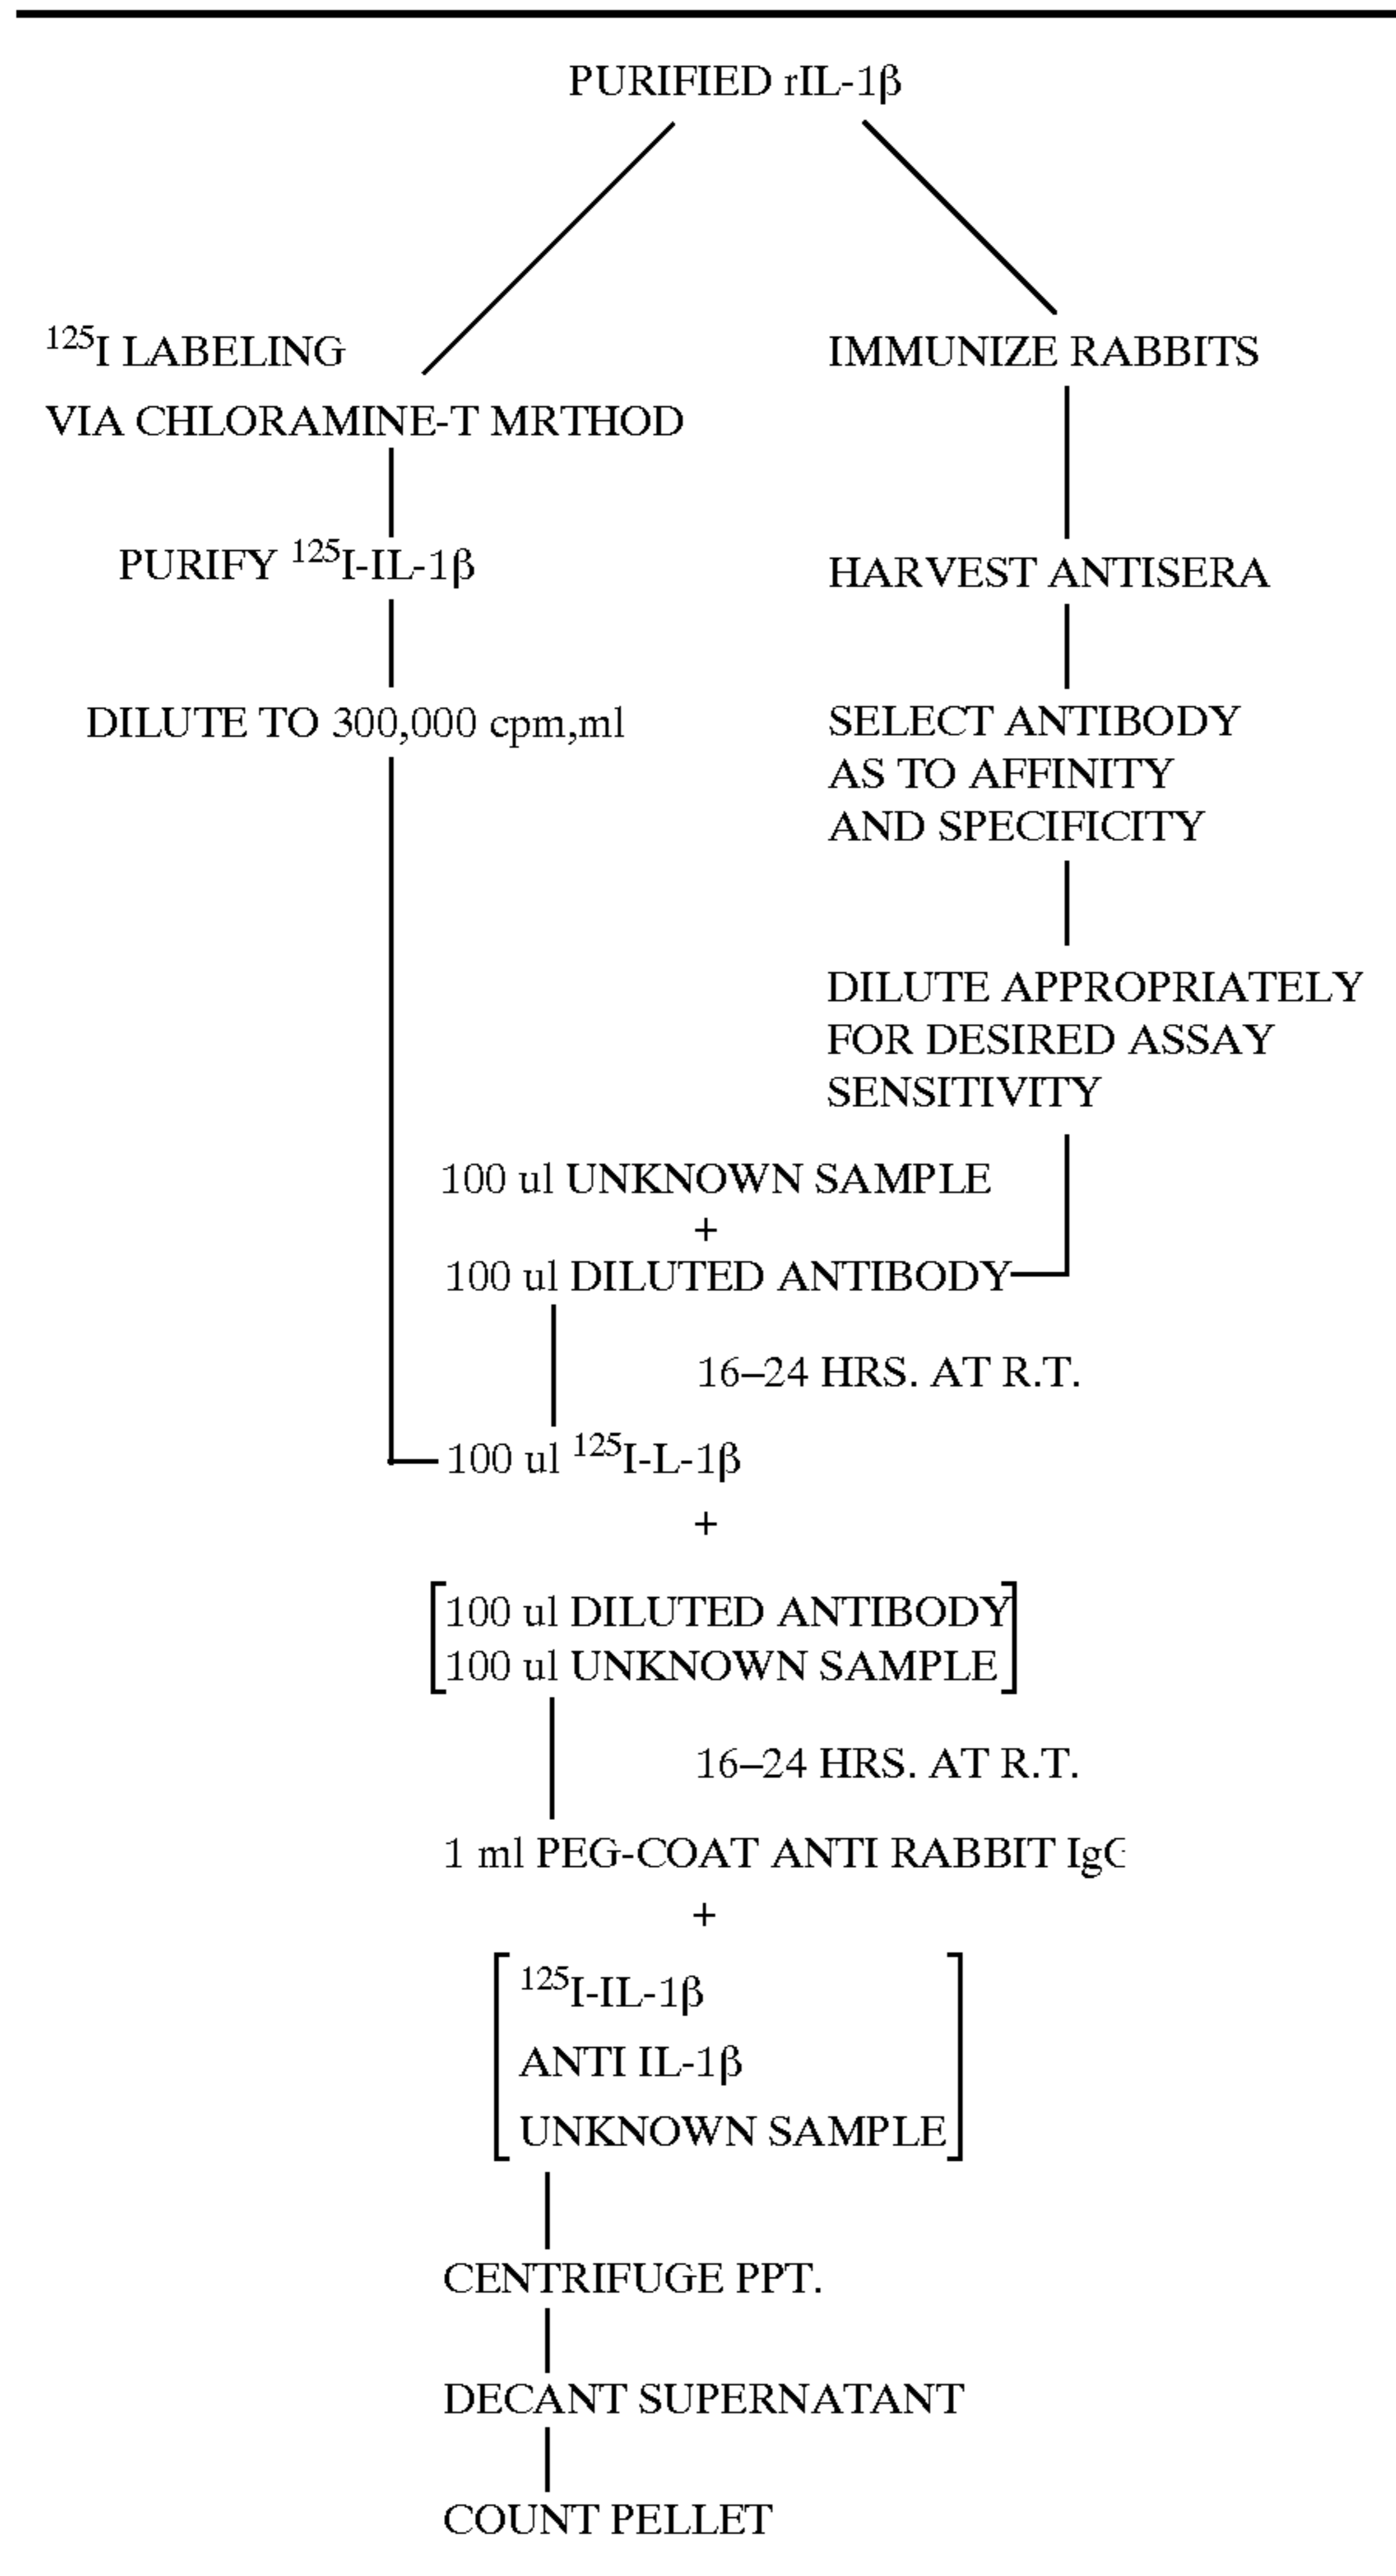 PURIFIED rIL-1β
¹²⁵I LABELING
VIA CHLORAMINE-T MRTHOD
PURIFY ¹²⁵I-IL-1β
DILUTE TO 300,000 cpm,ml
IMMUNIZE RABBITS
HARVEST ANTISERA
SELECT ANTIBODY
AS TO AFFINITY
AND SPECIFICITY
DILUTE APPROPRIATELY
FOR DESIRED ASSAY
SENSITIVITY
100 ul UNKNOWN SAMPLE
+
100 ul DILUTED ANTIBODY
16–24 HRS. AT R.T.
100 ul ¹²⁵I-L-1β
+
100 ul DILUTED ANTIBODY
100 ul UNKNOWN SAMPLE
16–24 HRS. AT R.T.
1 ml PEG-COAT ANTI RABBIT IgG
+
¹²⁵I-IL-1β
ANTI IL-1β
UNKNOWN SAMPLE
CENTRIFUGE PPT.
DECANT SUPERNATANT
COUNT PELLET